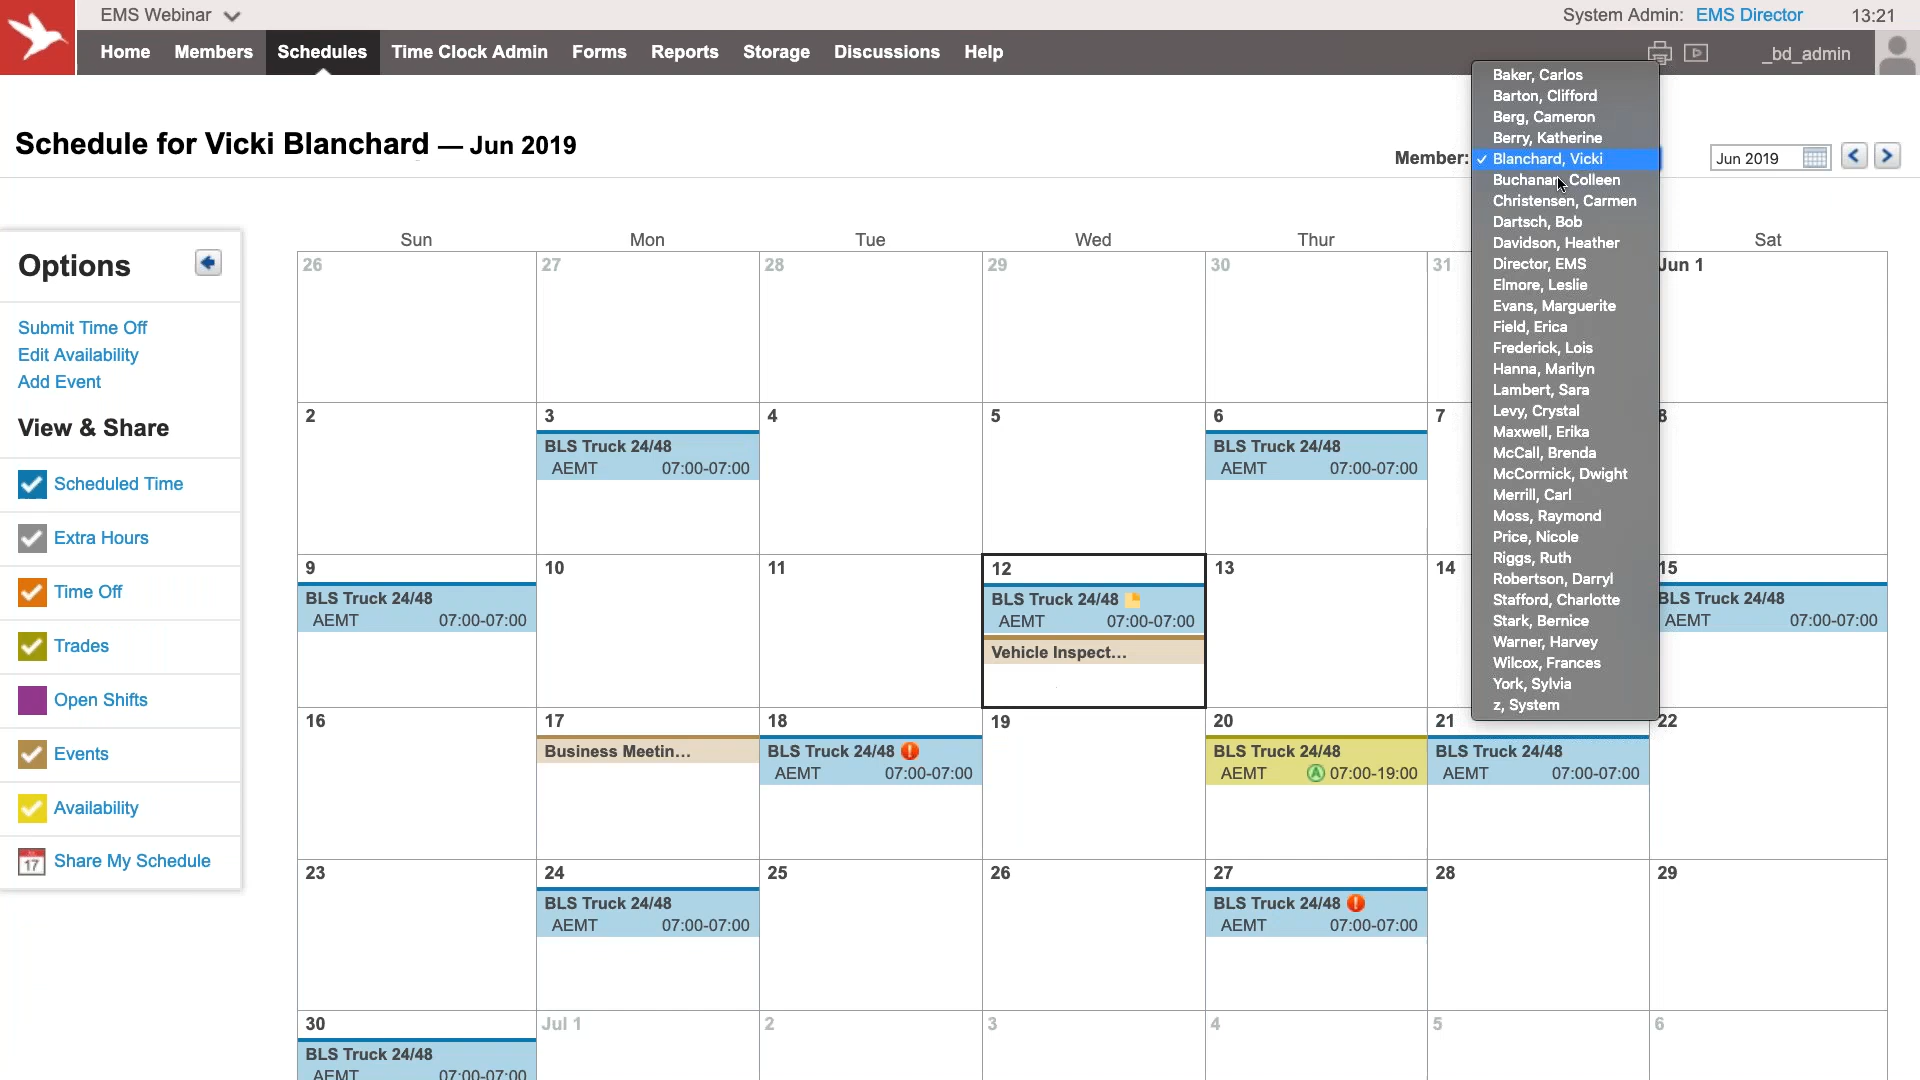 EMS Webinar
System Admin: EMS Director 13:21
Home Members Schedules Time Clock Admin Forms Reports Storage Discussions Help
_bd_admin
Schedule for Vicki Blanchard — Jun 2019
Member:
Jun 2019
Baker, Carlos
Barton, Clifford
Berg, Cameron
Berry, Katherine
Blanchard, Vicki
Buchanan, Colleen
Christensen, Carmen
Dartsch, Bob
Davidson, Heather
Director, EMS
Elmore, Leslie
Evans, Marguerite
Field, Erica
Frederick, Lois
Hanna, Marilyn
Lambert, Sara
Levy, Crystal
Maxwell, Erika
McCall, Brenda
McCormick, Dwight
Merrill, Carl
Moss, Raymond
Price, Nicole
Riggs, Ruth
Robertson, Darryl
Stafford, Charlotte
Stark, Bernice
Warner, Harvey
Wilcox, Frances
York, Sylvia
z, System
Options
Submit Time Off
Edit Availability
Add Event
View & Share
Scheduled Time
Extra Hours
Time Off
Trades
Open Shifts
Events
Availability
17 Share My Schedule
Sun Mon Tue Wed Thur Sat
26 27 28 29 30 31 Jun 1
2 3 4 5 6 7 8
BLS Truck 24/48 BLS Truck 24/48
AEMT 07:00-07:00 AEMT 07:00-07:00
9 10 11 12 13 14 15
BLS Truck 24/48 BLS Truck 24/48 BLS Truck 24/48
AEMT 07:00-07:00 AEMT 07:00-07:00 AEMT 07:00-07:00
Vehicle Inspect...
16 17 18 19 20 21 22
Business Meetin... BLS Truck 24/48 ! BLS Truck 24/48 BLS Truck 24/48
AEMT 07:00-07:00 AEMT A 07:00-19:00 AEMT 07:00-07:00
23 24 25 26 27 28 29
BLS Truck 24/48 BLS Truck 24/48 !
AEMT 07:00-07:00 AEMT 07:00-07:00
30 Jul 1 2 3 4 5 6
BLS Truck 24/48
AEMT 07:00-07:00